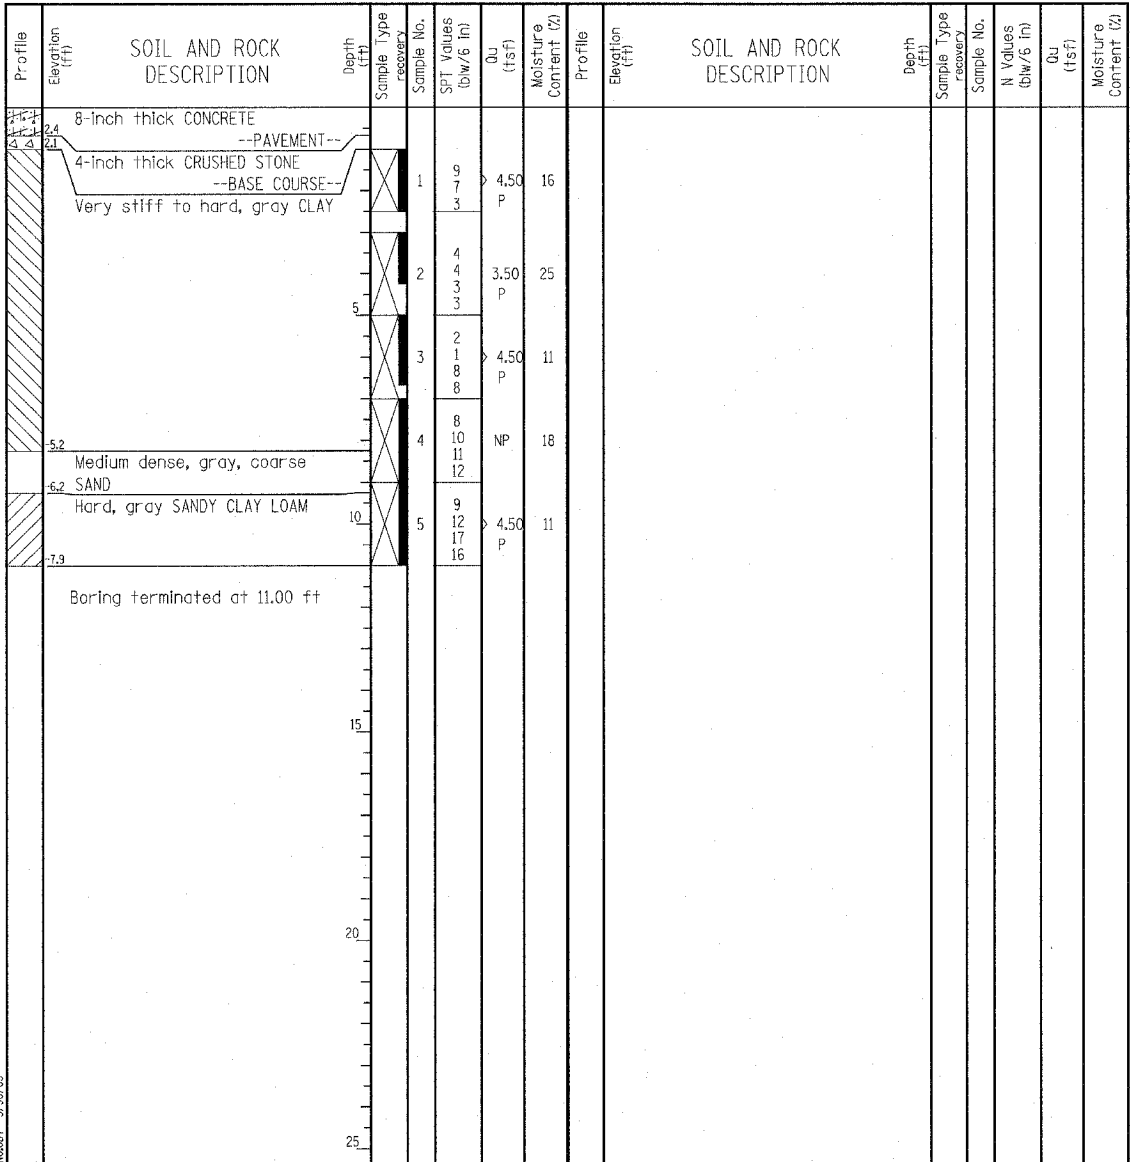 Profile
Elevation (ft)
SOIL AND ROCK
DESCRIPTION
Depth (ft)
Sample Type
recovery
Sample No.
SPT Values
(blw/6 in)
Qu
(tsf)
Moisture
Content (%)
Profile
Elevation (ft)
SOIL AND ROCK
DESCRIPTION
Depth (ft)
Sample Type
recovery
Sample No.
N Values
(blw/6 in)
Qu
(tsf)
Moisture
Content (%)
8-inch thick CONCRETE
2.4
--PAVEMENT--
2.1
4-inch thick CRUSHED STONE
--BASE COURSE--
Very stiff to hard, gray CLAY
1
9
7
3
> 4.50
P
16
2
4
4
3
3
3.50
P
25
5
3
2
1
8
8
> 4.50
P
11
4
8
10
11
12
NP
18
-5.2
Medium dense, gray, coarse
SAND
-6.2
Hard, gray SANDY CLAY LOAM
10
5
9
12
17
16
> 4.50
P
11
-7.9
Boring terminated at 11.00 ft
15
20
25